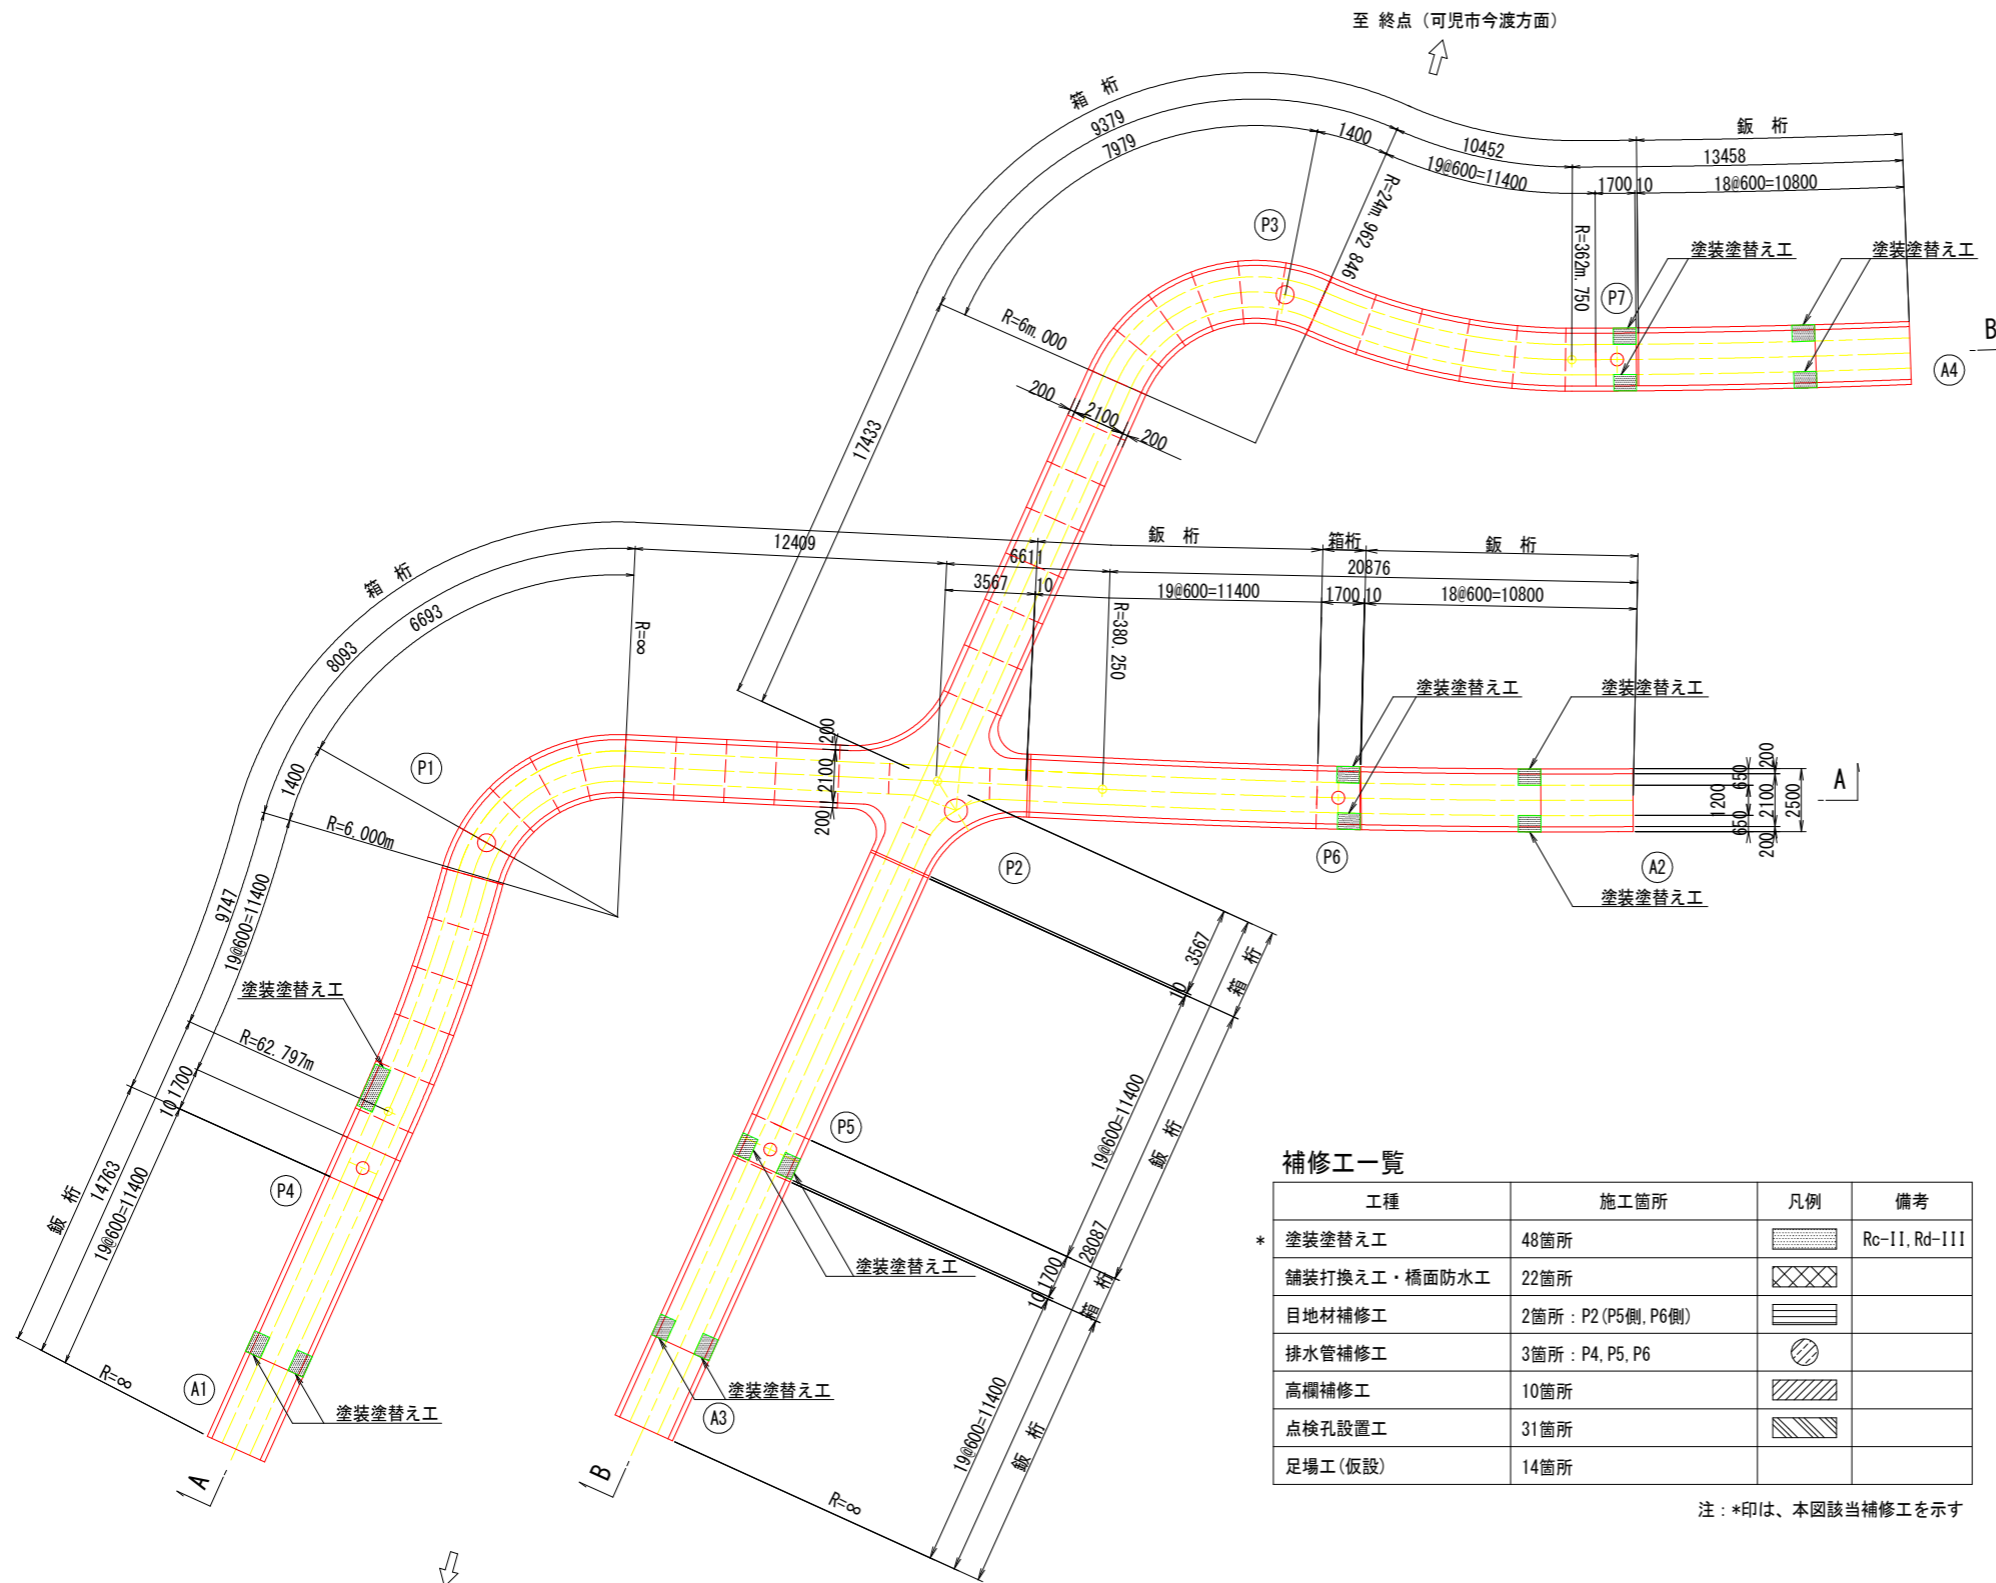 至 終点（可児市今渡方面）
箱 桁
9379
7979
1400
10452
19@600=11400
鈑 桁
13458
1700
10
18@600=10800
R=24m.962 846
R=362m.750
P3
P7
塗装塗替え工
塗装塗替え工
B
A4
R=6m.000
200
2100
200
17433
箱 桁
8093
6693
1400
12409
R=∞
鈑 桁
箱桁
鈑 桁
6611
20876
3567
10
19@600=11400
1700
10
18@600=10800
R=380.250
塗装塗替え工
塗装塗替え工
P1
200
2100
200
P2
P6
A2
塗装塗替え工
200
650
1200
2100
2500
650
200
A
R=6.000m
9747
19@600=11400
塗装塗替え工
R=62.797m
10
1700
P4
14763
鈑 桁
19@600=11400
R=∞
A1
塗装塗替え工
A
3567
箱 桁
10
19@600=11400
鈑 桁
28087
P5
塗装塗替え工
1700
10
箱 桁
塗装塗替え工
A3
19@600=11400
鈑 桁
B
R=∞
補修工一覧
工種 施工箇所 凡例 備考
* 塗装塗替え工 48箇所 Rc-II,Rd-III
舗装打換え工・橋面防水工 22箇所
目地材補修工 2箇所：P2(P5側,P6側)
排水管補修工 3箇所：P4,P5,P6
高欄補修工 10箇所
点検孔設置工 31箇所
足場工(仮設) 14箇所
注：*印は、本図該当補修工を示す